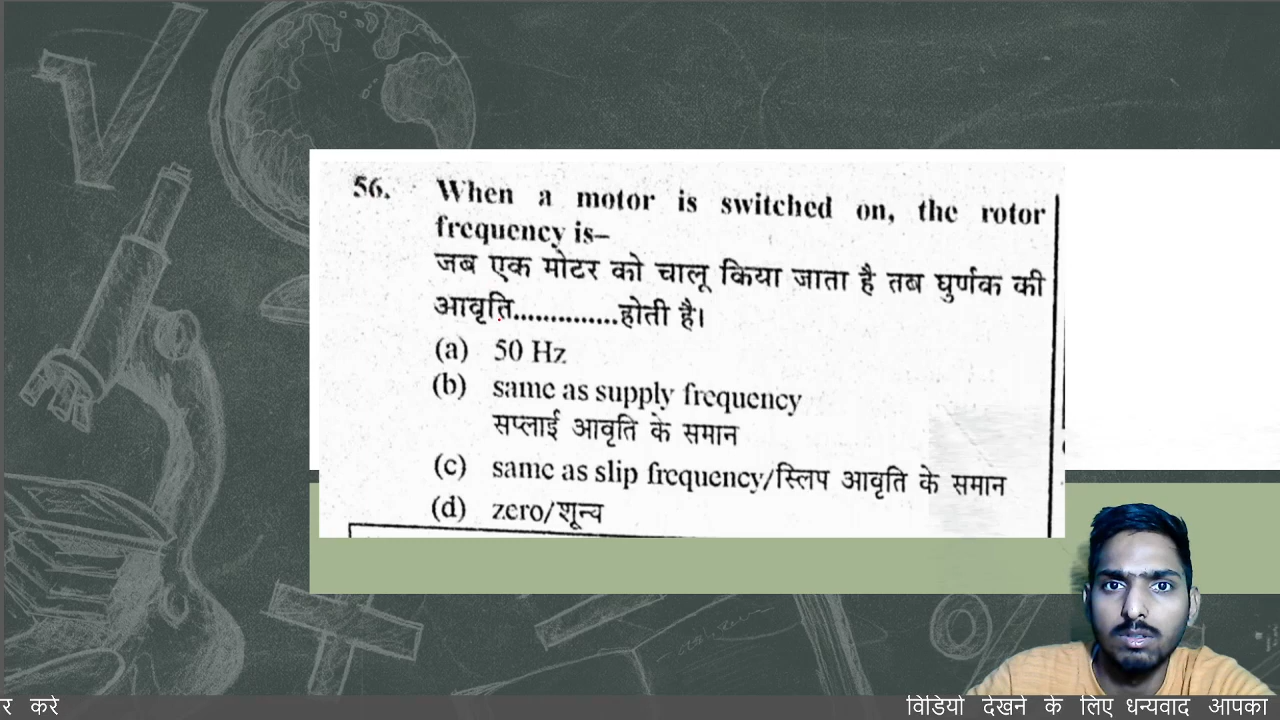 56. When a motor is switched on, the rotor
frequency is–
जब एक मोटर को चालू किया जाता है तब घुर्णक की
आवृति..............होती है।
(a) 50 Hz
(b) same as supply frequency
सप्लाई आवृति के समान
(c) same as slip frequency/स्लिप आवृति के समान
(d) zero/शून्य
र करे विडियो देखने के लिए धन्यवाद आपका